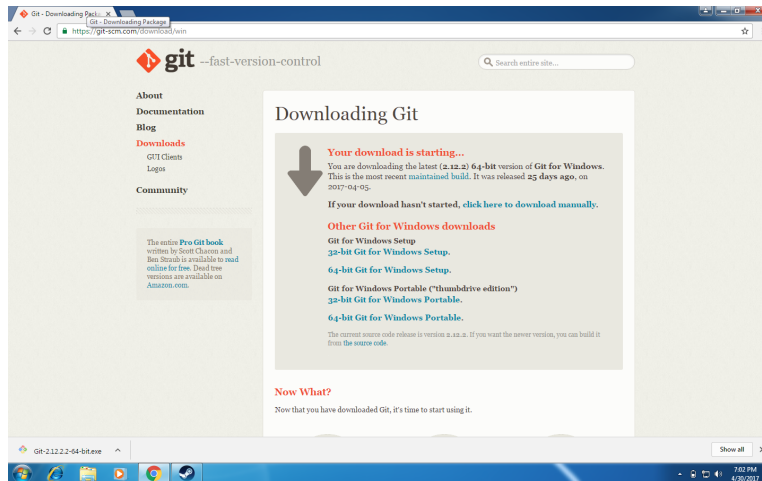 Git - Downloading Pack
Git - Downloading Package
https://git-scm.com/download/win
git --fast-version-control
Search entire site...
About
Documentation
Blog
Downloads
GUI Clients
Logos
Community
The entire Pro Git book
written by Scott Chacon and
Ben Straub is available to read
online for free. Dead tree
versions are available on
Amazon.com.
Downloading Git
Your download is starting...
You are downloading the latest (2.12.2) 64-bit version of Git for Windows.
This is the most recent maintained build. It was released 25 days ago, on
2017-04-05.
If your download hasn't started, click here to download manually.
Other Git for Windows downloads
Git for Windows Setup
32-bit Git for Windows Setup.
64-bit Git for Windows Setup.
Git for Windows Portable ("thumbdrive edition")
32-bit Git for Windows Portable.
64-bit Git for Windows Portable.
The current source code release is version 2.12.2. If you want the newer version, you can build it
from the source code.
Now What?
Now that you have downloaded Git, it's time to start using it.
Git-2.12.2.2-64-bit.exe
Show all
7:02 PM
4/30/2017